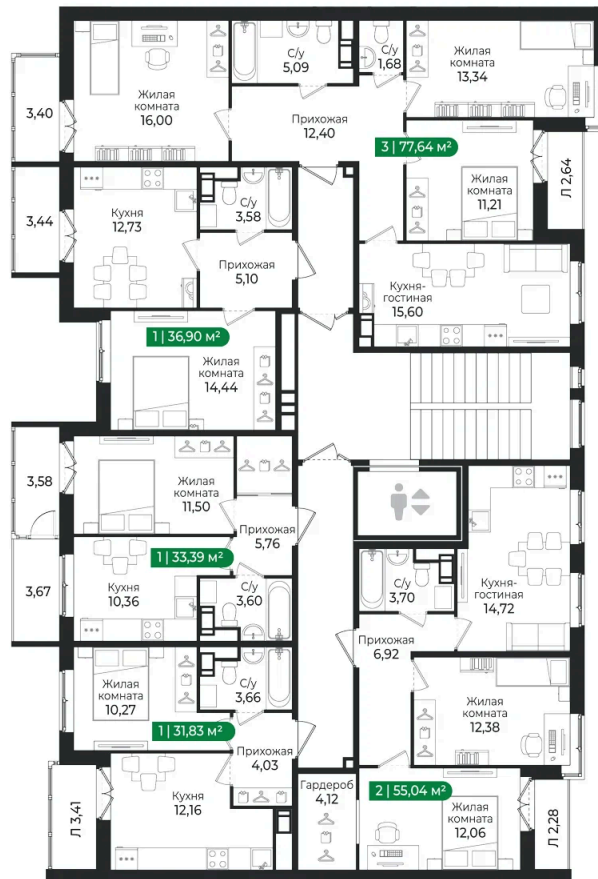 С/у
5,09
С/у
1,68
Жилая
комната
13,34
Жилая
комната
16,00
3,40
Прихожая
12,40
3 | 77,64 м²
Жилая
комната
11,21
Л 2,64
3,44
Кухня
12,73
С/у
3,58
Прихожая
5,10
Кухня-
гостиная
15,60
1 | 36,90 м²
Жилая
комната
14,44
3,58
Жилая
комната
11,50
Прихожая
5,76
1 | 33,39 м²
3,67
Кухня
10,36
С/у
3,60
С/у
3,70
Кухня-
гостиная
14,72
Прихожая
6,92
Жилая
комната
10,27
С/у
3,66
Жилая
комната
12,38
1 | 31,83 м²
Прихожая
4,03
Л 3,41
Кухня
12,16
Гардероб
4,12
2 | 55,04 м²
Жилая
комната
12,06
Л 2,28